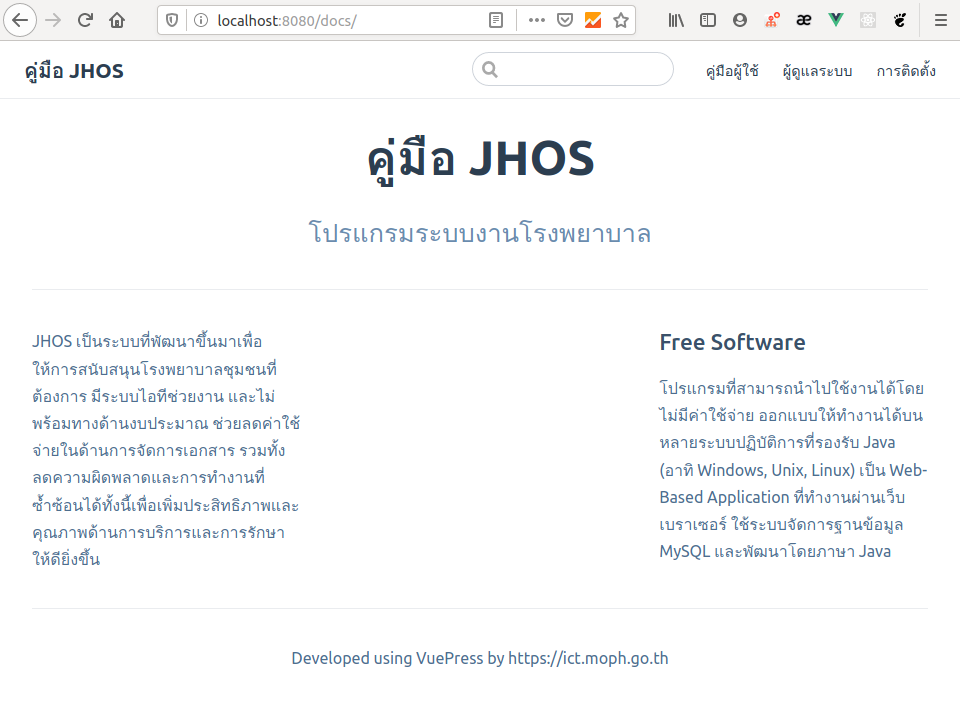 localhost:8080/docs/
คู่มือ JHOS
คู่มือผู้ใช้ ผู้ดูแลระบบ การติดตั้ง
คู่มือ JHOS
โปรแกรมระบบงานโรงพยาบาล
JHOS เป็นระบบที่พัฒนาขึ้นมาเพื่อ
ให้การสนับสนุนโรงพยาบาลชุมชนที่
ต้องการ มีระบบไอทีช่วยงาน และไม่
พร้อมทางด้านงบประมาณ ช่วยลดค่าใช้
จ่ายในด้านการจัดการเอกสาร รวมทั้ง
ลดความผิดพลาดและการทำงานที่
ซ้ำซ้อนได้ทั้งนี้เพื่อเพิ่มประสิทธิภาพและ
คุณภาพด้านการบริการและการรักษา
ให้ดียิ่งขึ้น
Free Software
โปรแกรมที่สามารถนำไปใช้งานได้โดย
ไม่มีค่าใช้จ่าย ออกแบบให้ทำงานได้บน
หลายระบบปฏิบัติการที่รองรับ Java
(อาทิ Windows, Unix, Linux) เป็น Web-
Based Application ที่ทำงานผ่านเว็บ
เบราเซอร์ ใช้ระบบจัดการฐานข้อมูล
MySQL และพัฒนาโดยภาษา Java
Developed using VuePress by https://ict.moph.go.th